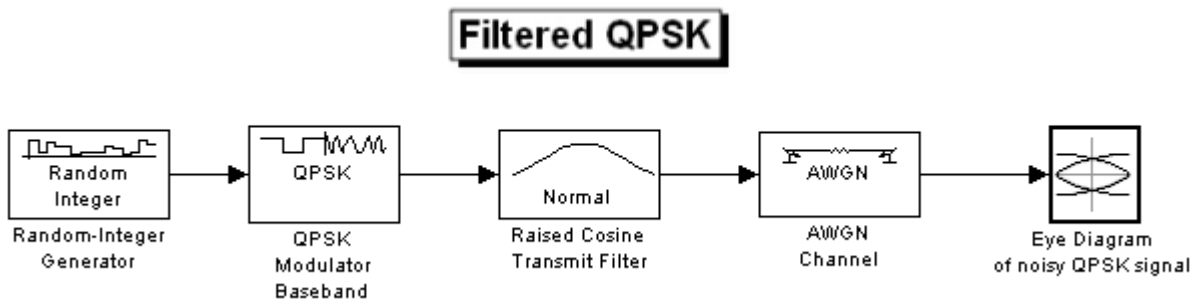 Filtered QPSK
Random
Integer
Random-Integer
Generator
QPSK
QPSK
Modulator
Baseband
Normal
Raised Cosine
Transmit Filter
AWGN
AWGN
Channel
Eye Diagram
of noisy QPSK signal